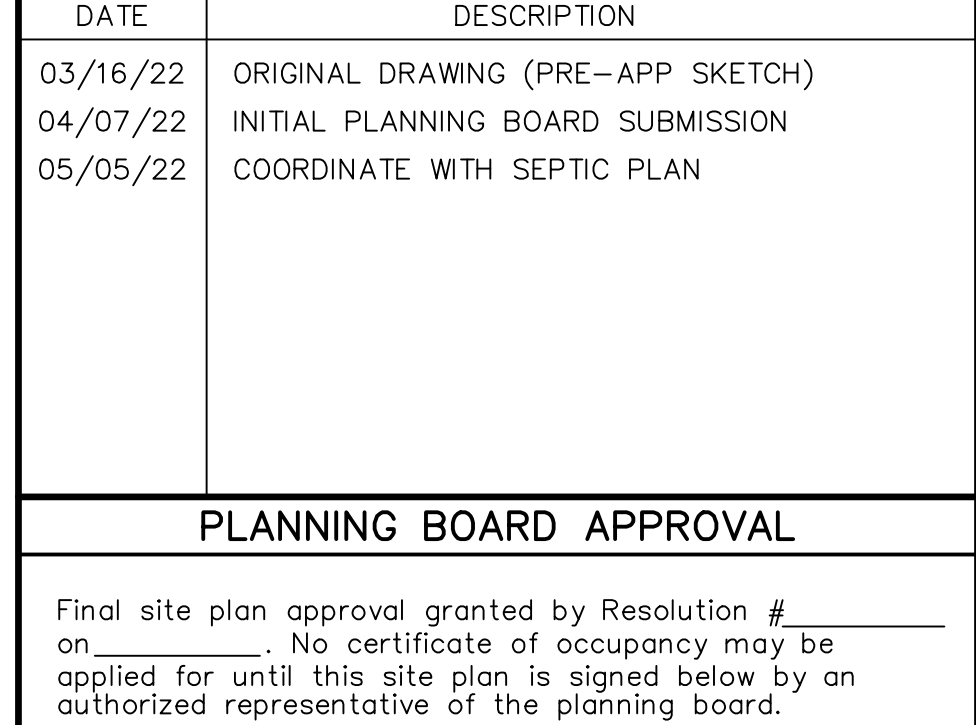 DATE DESCRIPTION
03/16/22 ORIGINAL DRAWING (PRE-APP SKETCH)
04/07/22 INITIAL PLANNING BOARD SUBMISSION
05/05/22 COORDINATE WITH SEPTIC PLAN
PLANNING BOARD APPROVAL
Final site plan approval granted by Resolution #__________
on__________. No certificate of occupancy may be
applied for until this site plan is signed below by an
authorized representative of the planning board.